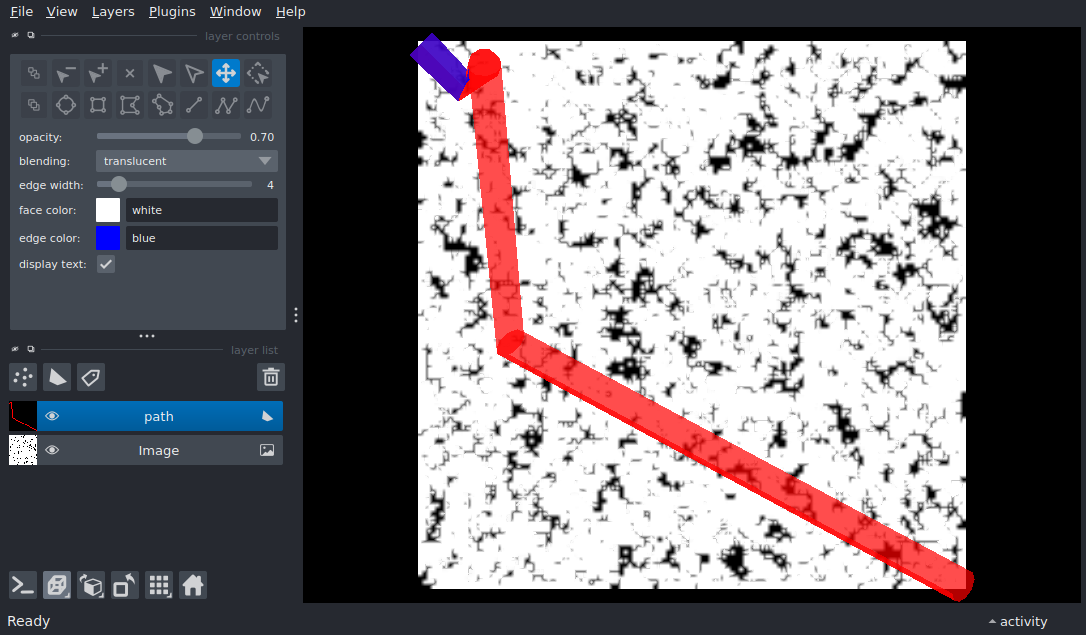 File View Layers Plugins Window Help
layer controls
opacity: 0.70
blending: translucent
edge width: 4
face color: white
edge color: blue
display text:
layer list
path
Image
Ready activity